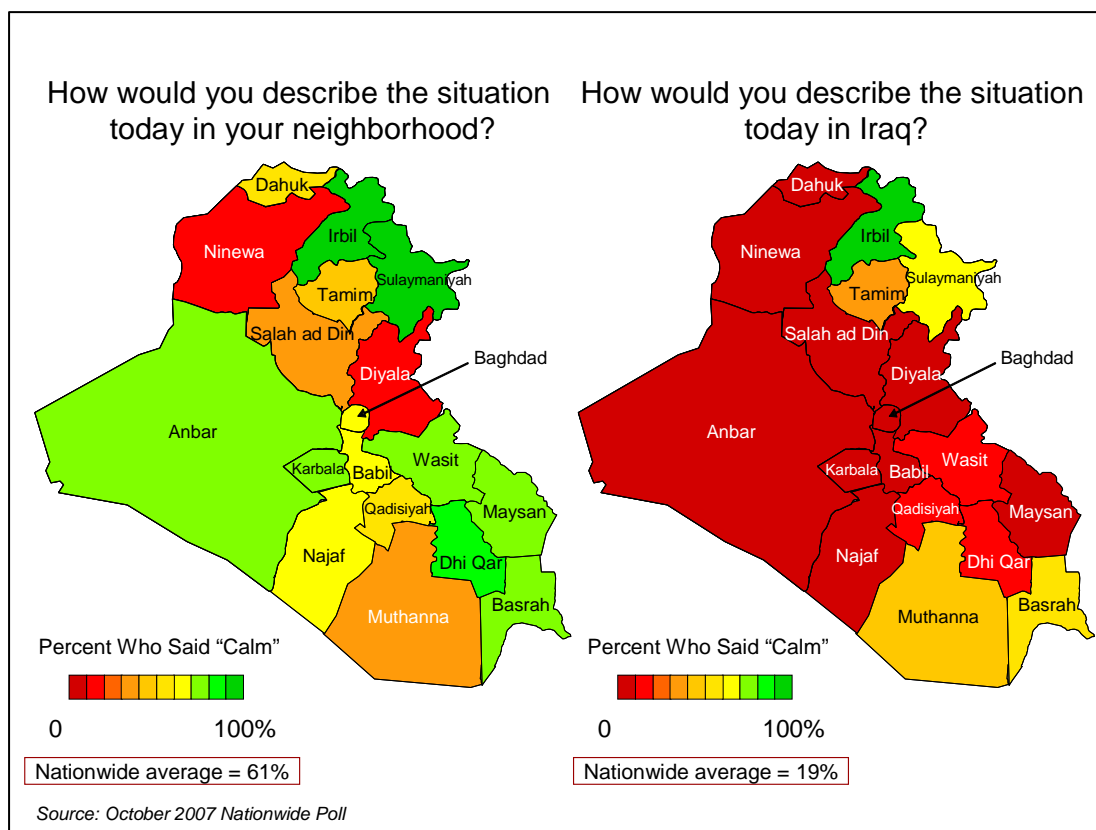 How would you describe the situation
today in your neighborhood?
Dahuk
Ninewa
Irbil
Sulaymaniyah
Tamim
Salah ad Din
Diyala
Baghdad
Anbar
Karbala
Babil
Wasit
Qadisiyah
Maysan
Najaf
Dhi Qar
Muthanna
Basrah
Percent Who Said “Calm”
0 100%
Nationwide average = 61%
Source: October 2007 Nationwide Poll
How would you describe the situation
today in Iraq?
Dahuk
Ninewa
Irbil
Sulaymaniyah
Tamim
Salah ad Din
Diyala
Baghdad
Anbar
Karbala
Babil
Wasit
Qadisiyah
Maysan
Najaf
Dhi Qar
Muthanna
Basrah
Percent Who Said “Calm”
0 100%
Nationwide average = 19%